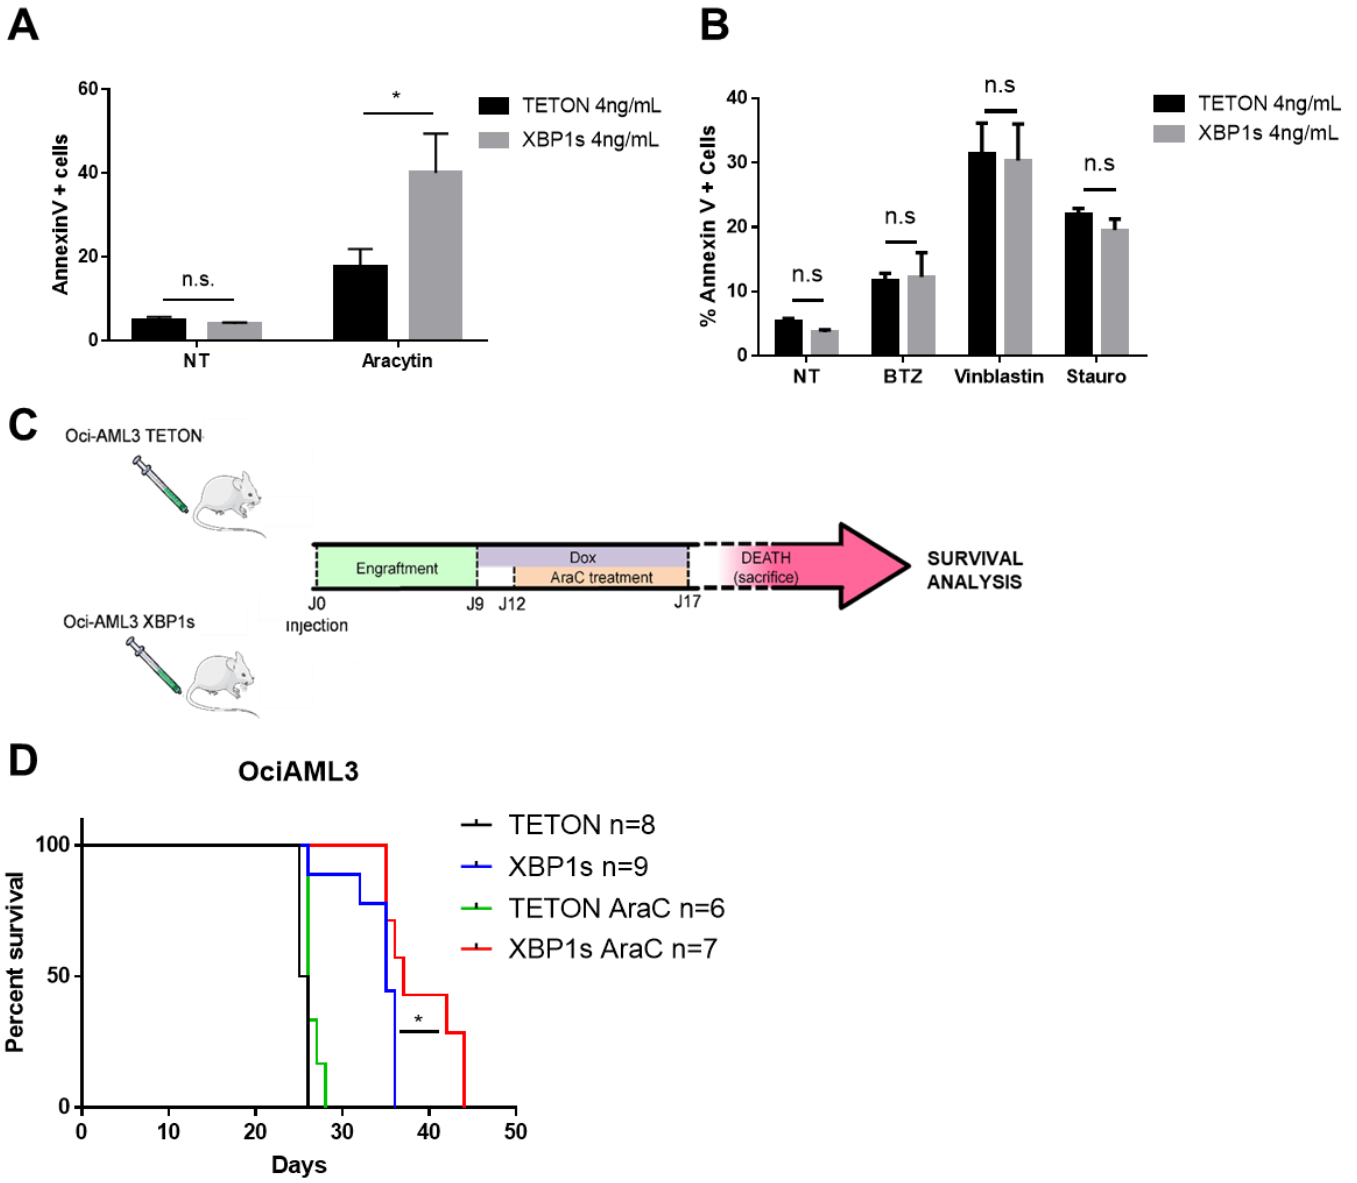 A
60
40
20
0
AnnexinV + cells
*
n.s.
NT
Aracytin
TETON 4ng/mL
XBP1s 4ng/mL
B
40
30
20
10
0
% Annexin V + Cells
n.s
n.s
n.s
n.s
NT
BTZ
Vinblastin
Stauro
TETON 4ng/mL
XBP1s 4ng/mL
C
Oci-AML3 TETON
Oci-AML3 XBP1s
Engraftment
Dox
AraC treatment
DEATH
(sacrifice)
SURVIVAL
ANALYSIS
J0
J9
J12
J17
injection
D
OciAML3
100
50
0
Percent survival
*
0
10
20
30
40
50
Days
TETON n=8
XBP1s n=9
TETON AraC n=6
XBP1s AraC n=7